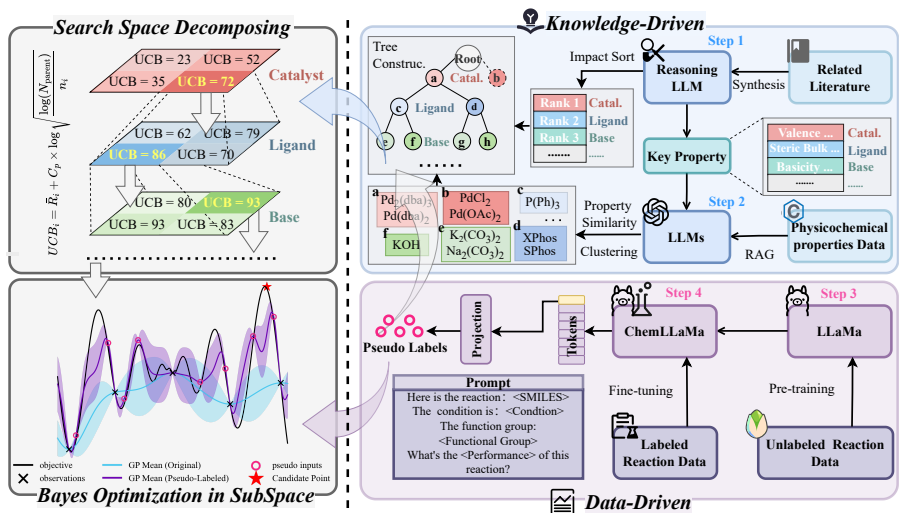 Search Space Decomposing
UCB = 23
UCB = 52
UCB = 35
UCB = 72
Catalyst
UCB = 62
UCB = 79
UCB = 86
UCB = 70
Ligand
UCB = 80
UCB = 93
UCB = 93
UCB = 83
Base
UCB_i = R̄_i + C_p × log √(log(N_parent) / n_i)
objective
observations
GP Mean (Original)
GP Mean (Pseudo-Labeled)
pseudo inputs
Candidate Point
Bayes Optimization in SubSpace
Knowledge-Driven
Tree
Construc.
Root
a
Catal.
b
c
Ligand
d
e
f
Base
g
h
......
Impact Sort
Rank 1
Catal.
Rank 2
Ligand
Rank 3
Base
.......
......
Step 1
Reasoning
LLM
Synthesis
Related
Literature
Key Property
Valence ...
Catal.
Steric Bulk ...
Ligand
Basicity ...
Base
.......
......
Step 2
LLMs
RAG
Physicochemical
properties Data
Property
Similarity
Clustering
a
Pd2(dba)3
Pd(dba)2
b
PdCl2
Pd(OAc)2
c
P(Ph)3
...
f
KOH
e
K2(CO3)2
Na2(CO3)2
d
XPhos
SPhos
Step 4
ChemLLaMa
Step 3
LLaMa
Tokens
Projection
Pseudo Labels
Fine-tuning
Pre-training
Labeled
Reaction Data
Unlabeled Reaction
Data
Prompt
Here is the reaction: <SMILES>
The condition is: <Condtion>
The function group:
<Functional Group>
What's the <Performance> of this
reaction?
Data-Driven